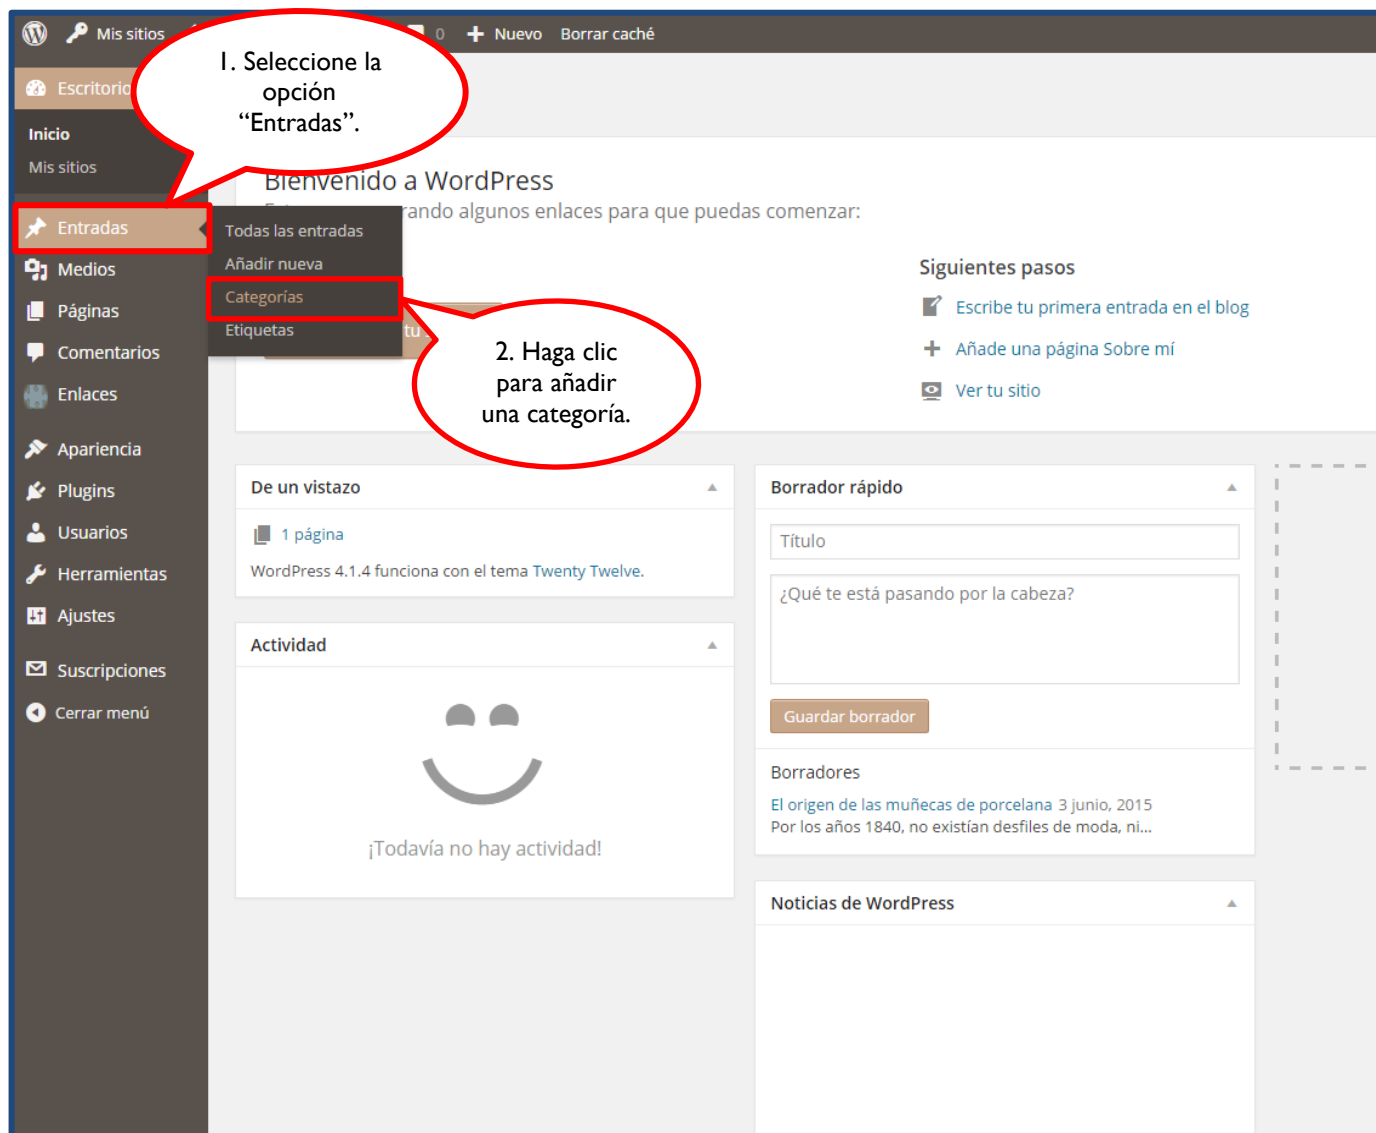 Mis sitios
0
Nuevo
Borrar caché
1. Seleccione la
opción
“Entradas”.
Escritorio
Inicio
Mis sitios
Entradas
Medios
Páginas
Comentarios
Enlaces
Apariencia
Plugins
Usuarios
Herramientas
Ajustes
Suscripciones
Cerrar menú
Todas las entradas
Añadir nueva
Categorías
Etiquetas
Bienvenido a WordPress
algunos enlaces para que puedas comenzar:
tu
2. Haga clic
para añadir
una categoría.
Siguientes pasos
Escribe tu primera entrada en el blog
Añade una página Sobre mí
Ver tu sitio
De un vistazo
1 página
WordPress 4.1.4 funciona con el tema Twenty Twelve.
Actividad
¡Todavía no hay actividad!
Borrador rápido
Título
¿Qué te está pasando por la cabeza?
Guardar borrador
Borradores
El origen de las muñecas de porcelana 3 junio, 2015
Por los años 1840, no existían desfiles de moda, ni...
Noticias de WordPress